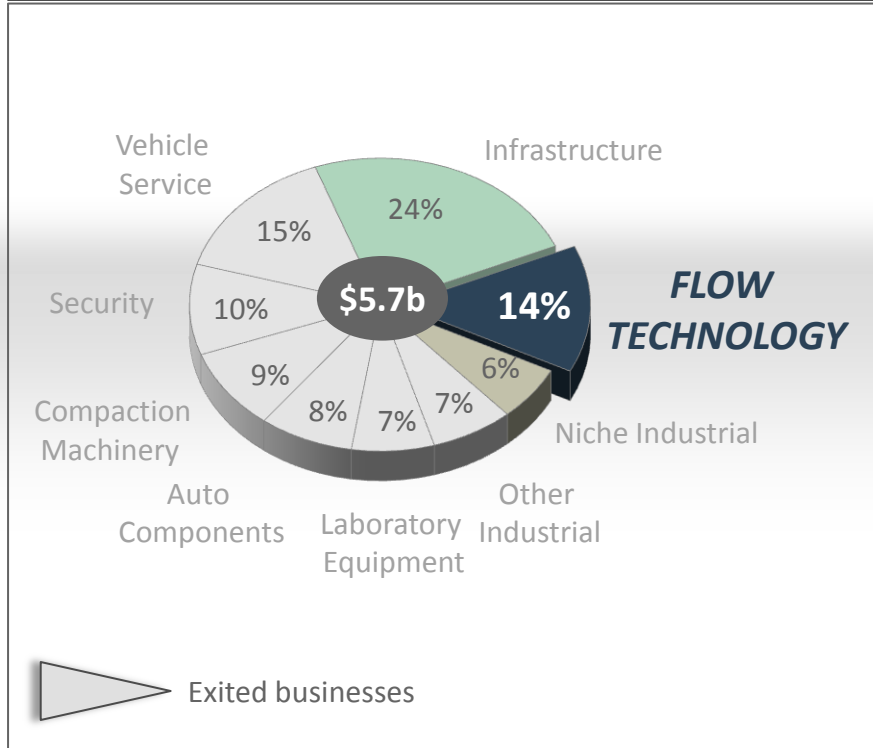 Vehicle
Service
Infrastructure
24%
15%
$5.7b
14%
FLOW
TECHNOLOGY
Security
10%
9%
8%
7%
7%
6%
Compaction
Machinery
Niche Industrial
Auto
Components
Laboratory
Equipment
Other
Industrial
Exited businesses